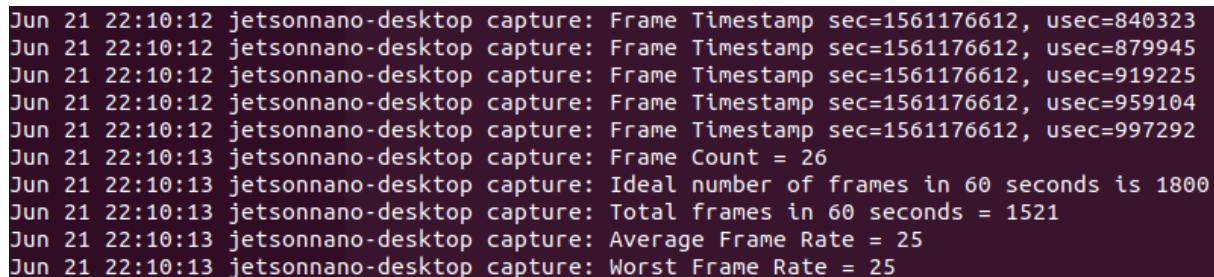 Jun 21 22:10:12 jetsonnano-desktop capture: Frame Timestamp sec=1561176612, usec=840323
Jun 21 22:10:12 jetsonnano-desktop capture: Frame Timestamp sec=1561176612, usec=879945
Jun 21 22:10:12 jetsonnano-desktop capture: Frame Timestamp sec=1561176612, usec=919225
Jun 21 22:10:12 jetsonnano-desktop capture: Frame Timestamp sec=1561176612, usec=959104
Jun 21 22:10:12 jetsonnano-desktop capture: Frame Timestamp sec=1561176612, usec=997292
Jun 21 22:10:13 jetsonnano-desktop capture: Frame Count = 26
Jun 21 22:10:13 jetsonnano-desktop capture: Ideal number of frames in 60 seconds is 1800
Jun 21 22:10:13 jetsonnano-desktop capture: Total frames in 60 seconds = 1521
Jun 21 22:10:13 jetsonnano-desktop capture: Average Frame Rate = 25
Jun 21 22:10:13 jetsonnano-desktop capture: Worst Frame Rate = 25